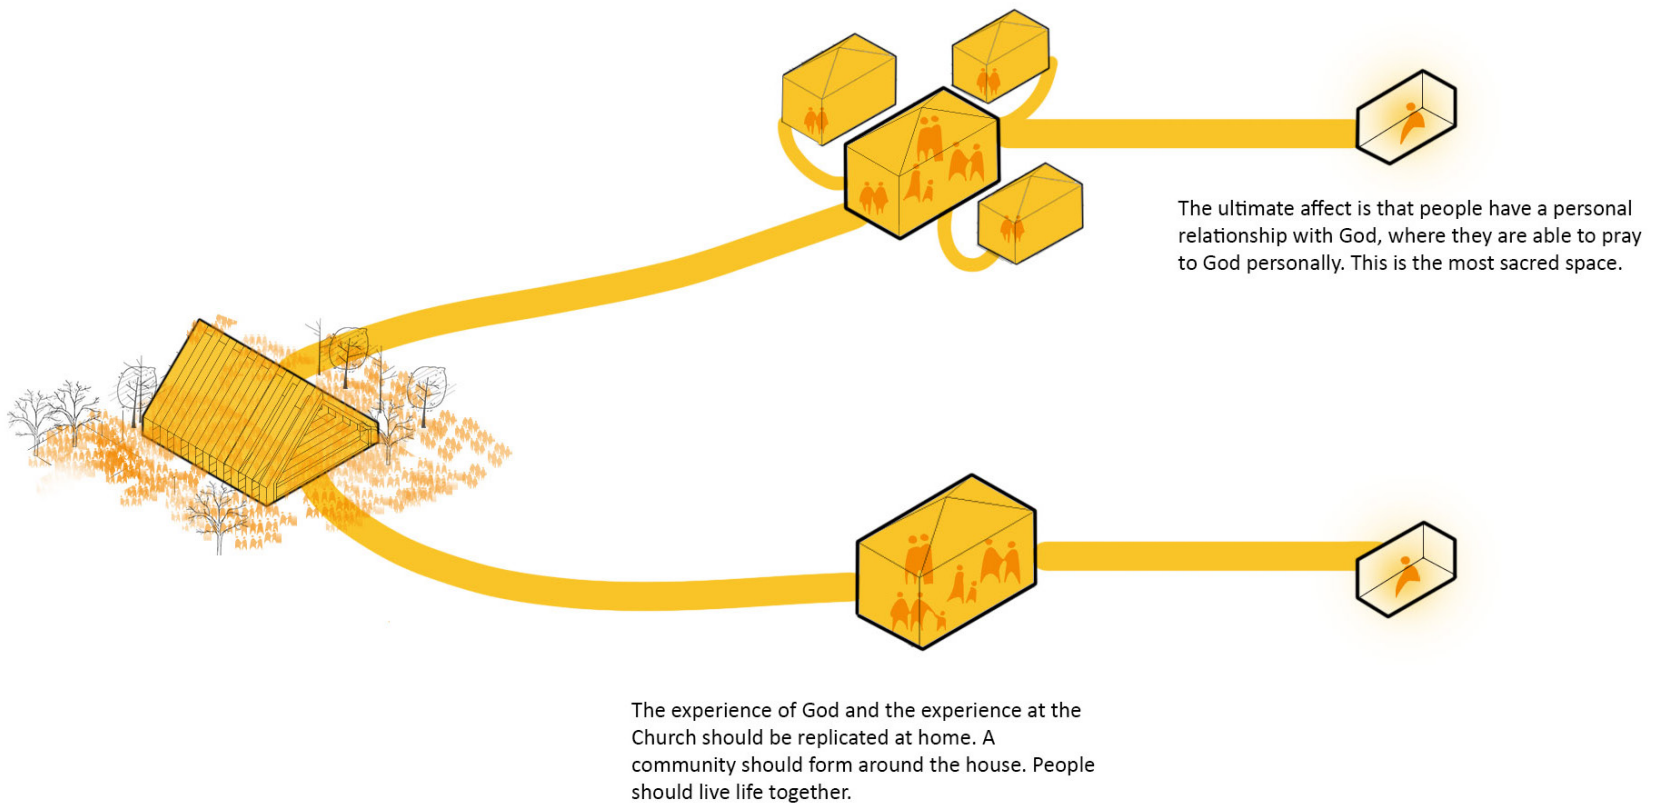 The ultimate affect is that people have a personal
relationship with God, where they are able to pray
to God personally. This is the most sacred space.
The experience of God and the experience at the
Church should be replicated at home. A
community should form around the house. People
should live life together.